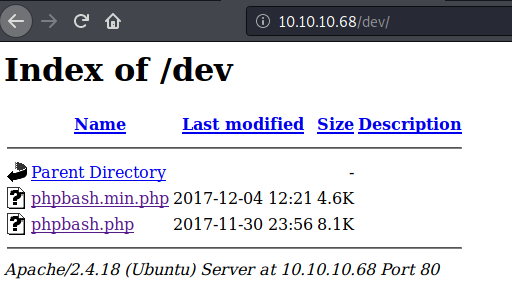 10.10.10.68/dev/
Index of /dev
Name Last modified Size Description
Parent Directory -
phpbash.min.php 2017-12-04 12:21 4.6K
phpbash.php 2017-11-30 23:56 8.1K
Apache/2.4.18 (Ubuntu) Server at 10.10.10.68 Port 80